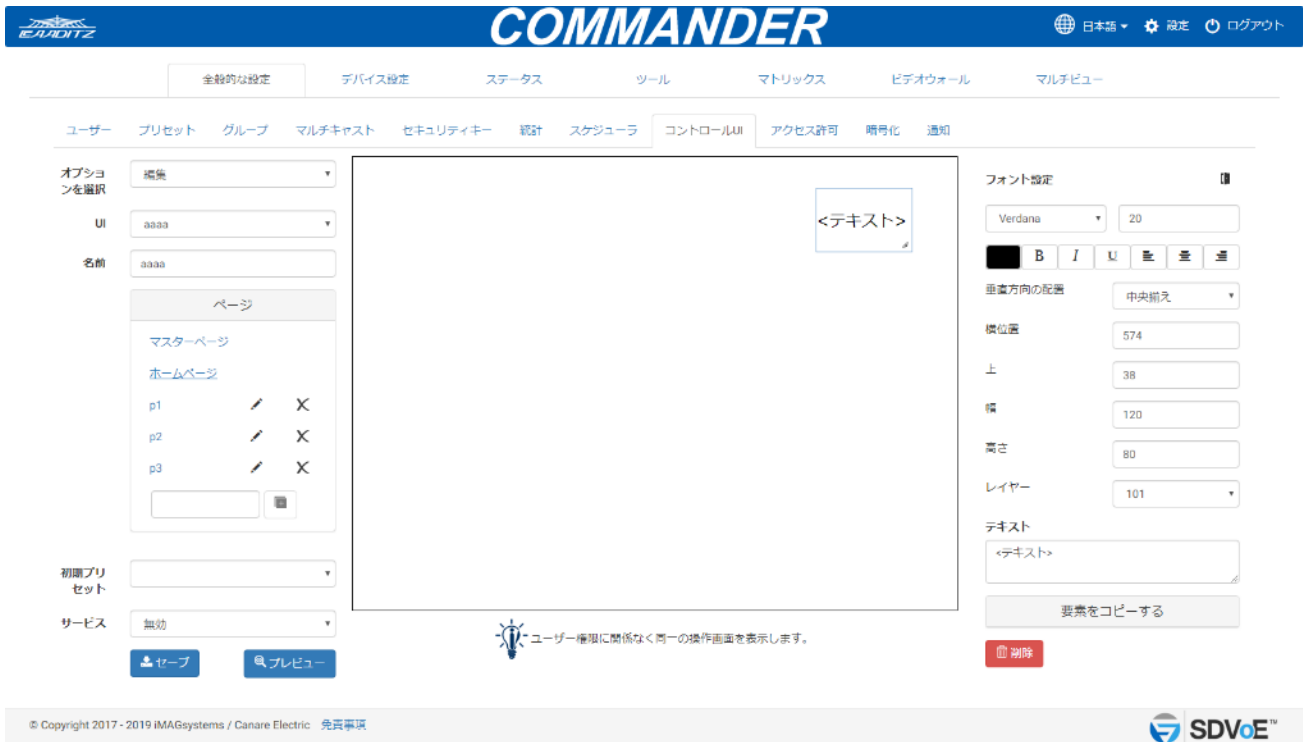 COMMANDER
日本語 設定 ログアウト
全般的な設定 デバイス設定 ステータス ツール マトリックス ビデオウォール マルチビュー
ユーザー プリセット グループ マルチキャスト セキュリティキー 統計 スケジューラ コントロールUI アクセス許可 暗号化 通知
オプショ
ンを選択
編集
UI
aaaa
名前
aaaa
ページ
マスターページ
ホームページ
p1
p2
p3
初期プリ
セット
サービス
無効
セーブ プレビュー
<テキスト>
ユーザー権限に関係なく同一の操作画面を表示します。
フォント設定
Verdana 20
B I U
垂直方向の配置 中央揃え
横位置 574
上 38
幅 120
高さ 80
レイヤー 101
テキスト
<テキスト>
要素をコピーする
削除
© Copyright 2017 - 2019 iMAGsystems / Canare Electric 免責事項
SDVoE™